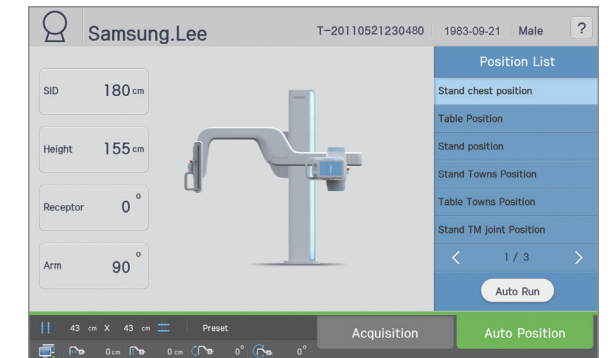 Samsung.Lee T-20110521230480 1983-09-21 Male ?
Position List
SID 180 cm
Stand chest position
Table Position
Height 155 cm
Stand position
Stand Towns Position
Receptor 0°
Table Towns Position
Stand TM joint Position
Arm 90°
1 / 3
Auto Run
43 cm X 43 cm Preset
Acquisition
Auto Position
0 cm 0 cm 0° 0°